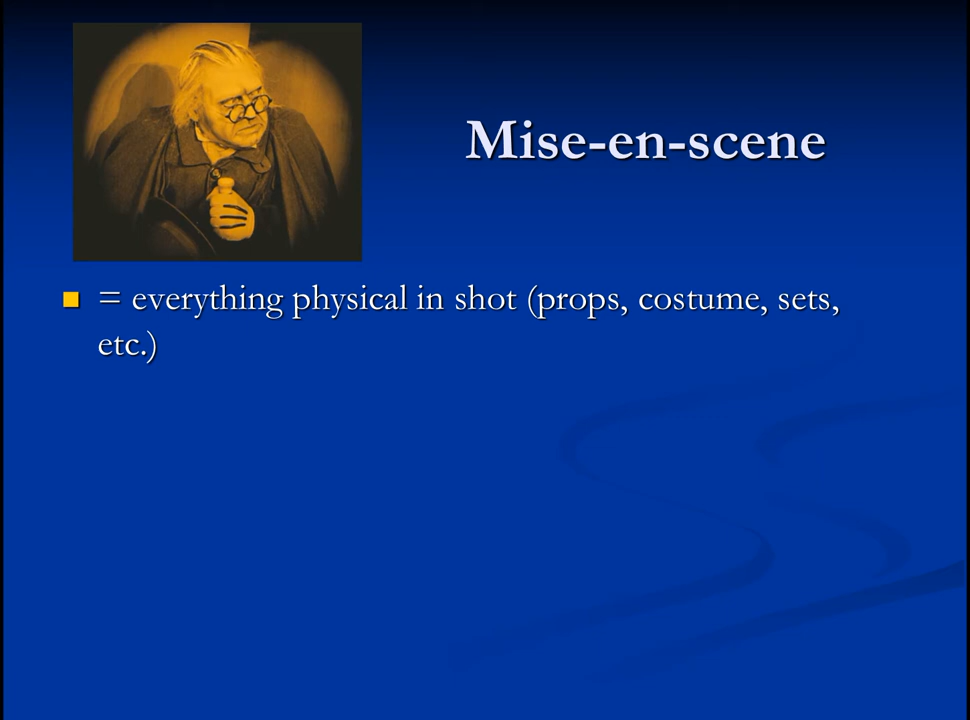 Mise-en-scene
= everything physical in shot (props, costume, sets,
etc.)